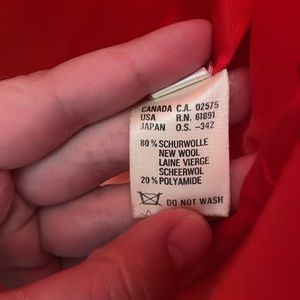 CANADA C.A. 02575
USA R.N. 61891
JAPAN O.S. -342
80% SCHURWOLLE
NEW WOOL
LAINE VIERGE
SCHEERWOL
20% POLYAMIDE
DO NOT WASH